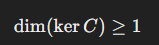 dim(ker C) ≥ 1